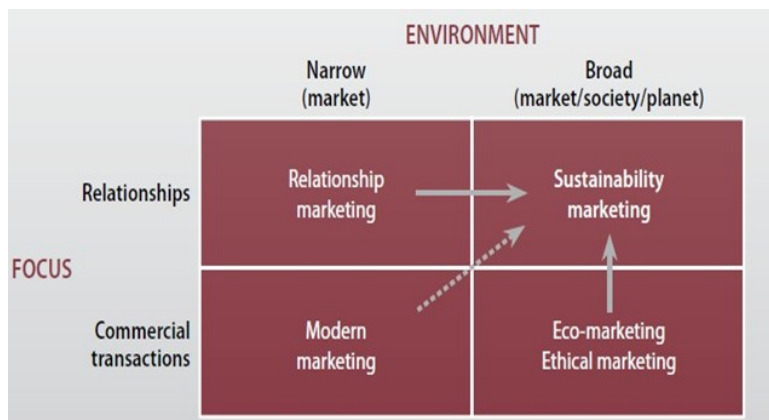 ENVIRONMENT
Narrow
(market)
Broad
(market/society/planet)
Relationships
Relationship
marketing
Sustainability
marketing
FOCUS
Commercial
transactions
Modern
marketing
Eco-marketing
Ethical marketing